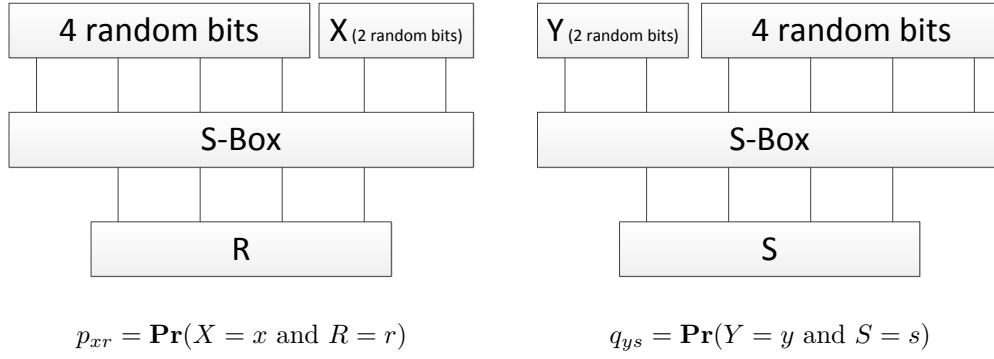 4 random bits X (2 random bits) Y (2 random bits) 4 random bits
S-Box S-Box
R S
p_{xr} = Pr(X = x and R = r) q_{ys} = Pr(Y = y and S = s)